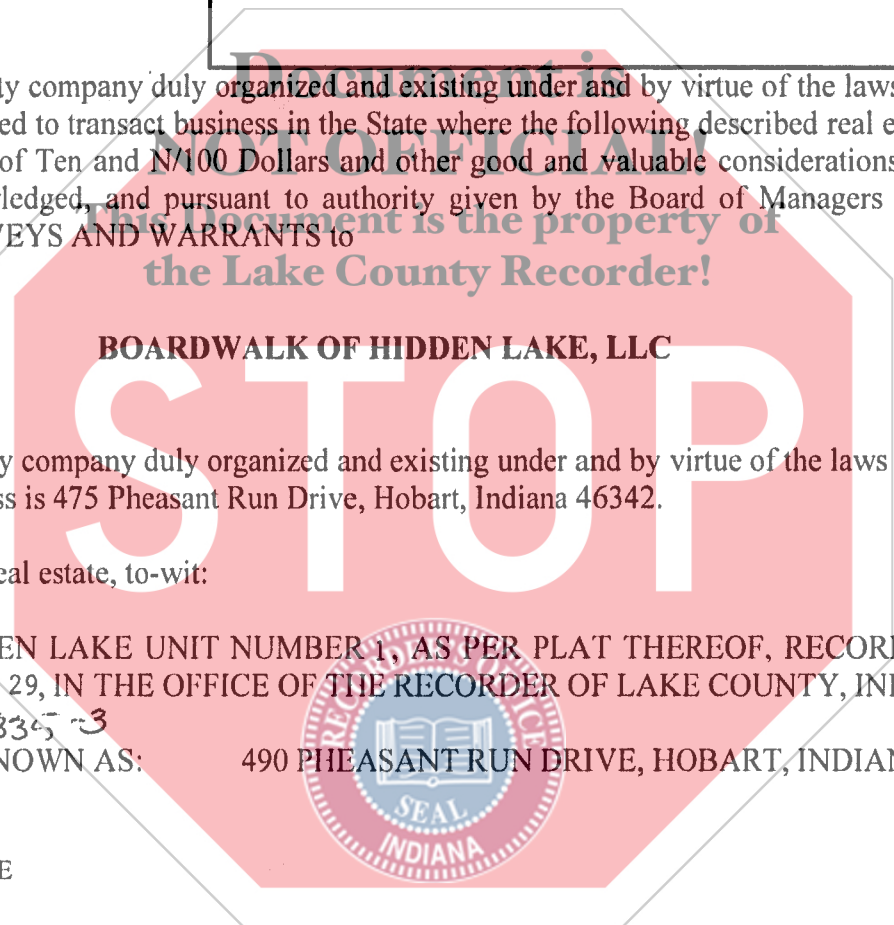 Document is
ty company duly organized and existing under and by virtue of the laws
ed to transact business in the State where the following described real e
NOT OFFICIAL!
of Ten and N/100 Dollars and other good and valuable considerations
ledged, and pursuant to authority given by the Board of Managers
This Document is the property of
VEYS AND WARRANTS to
the Lake County Recorder!
BOARDWALK OF HIDDEN LAKE, LLC
STOP
y company duly organized and existing under and by virtue of the laws
ss is 475 Pheasant Run Drive, Hobart, Indiana 46342.
eal estate, to-wit:
EN LAKE UNIT NUMBER 1, AS PER PLAT THEREOF, RECOR
29, IN THE OFFICE OF THE RECORDER OF LAKE COUNTY, IN
835-3
NOWN AS: 490 PHEASANT RUN DRIVE, HOBART, INDIAN
RECORDER'S OFFICE
SEAL
INDIANA
E